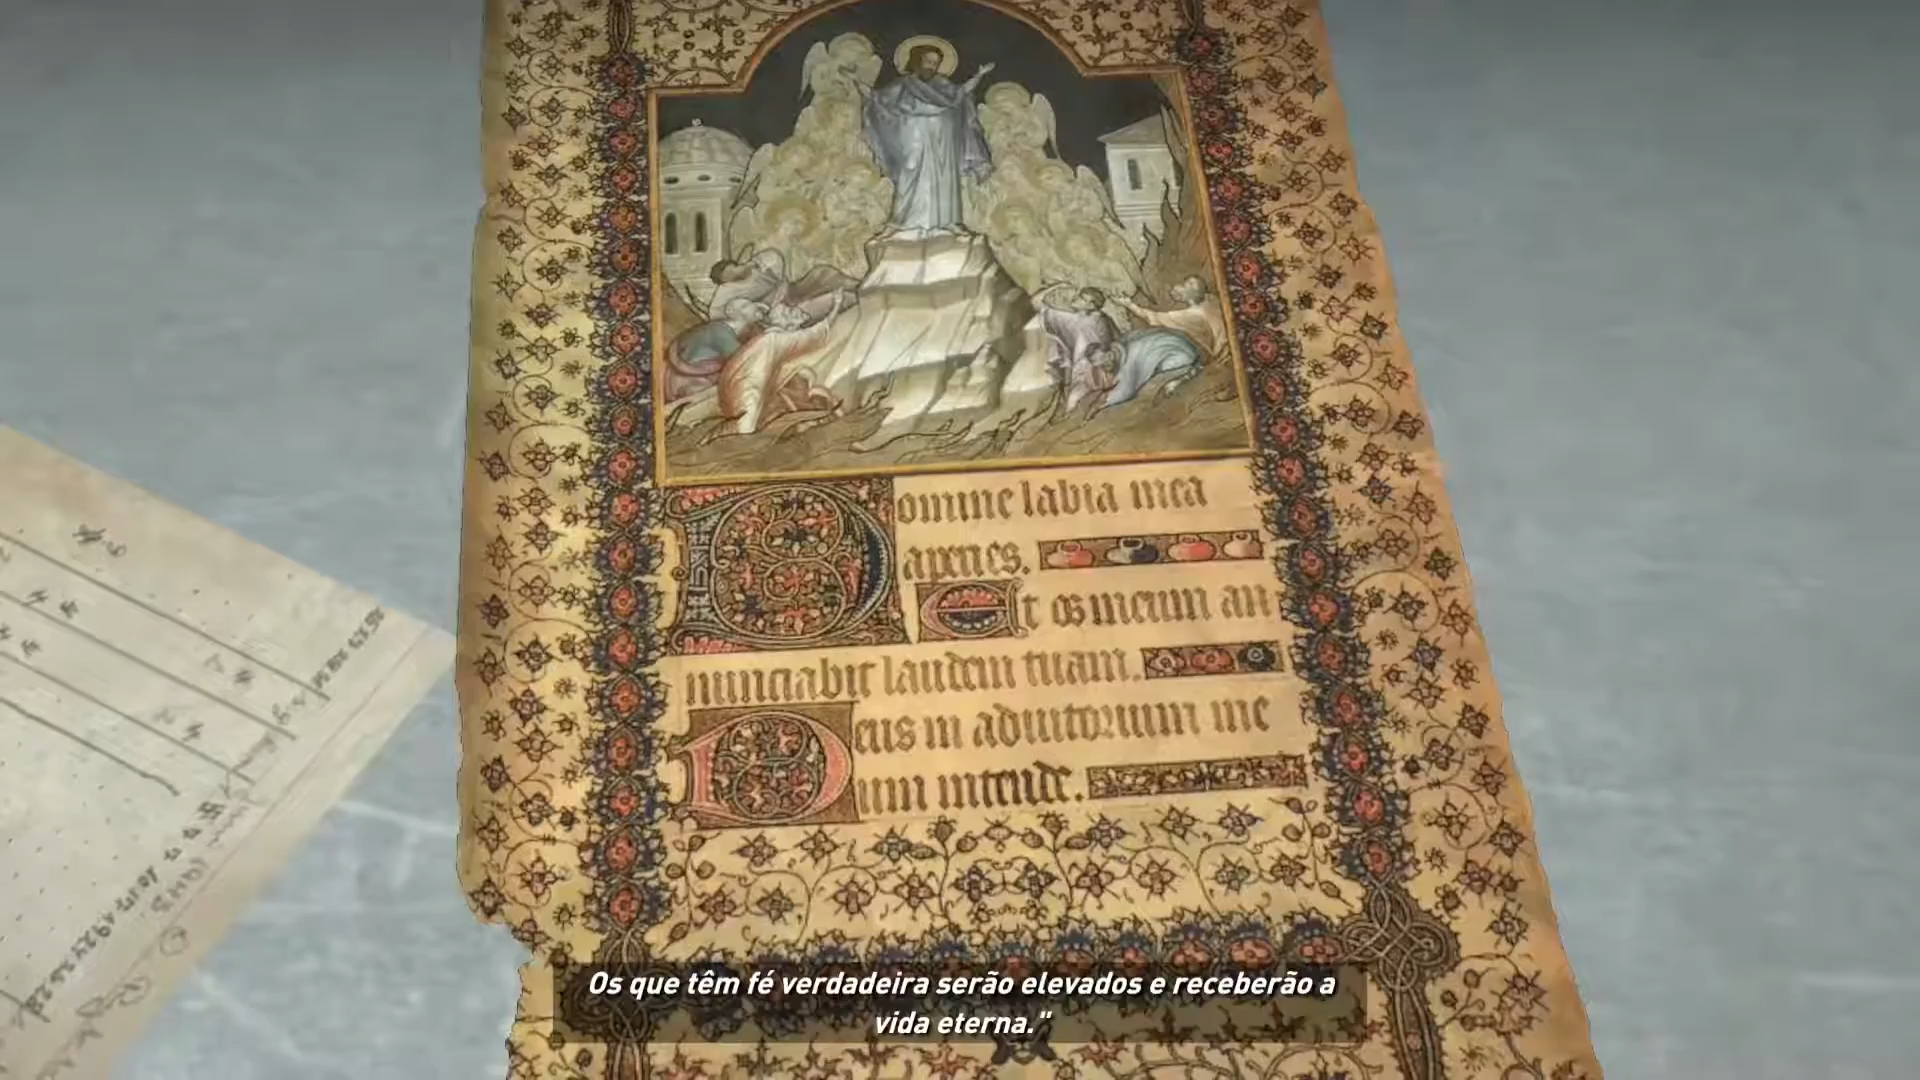 Domine labia mea
aperies.
Et os meum an
nunciabit laudem tuam.
Deus in adiutorium me
um intende.
Os que têm fé verdadeira serão elevados e receberão a
vida eterna."